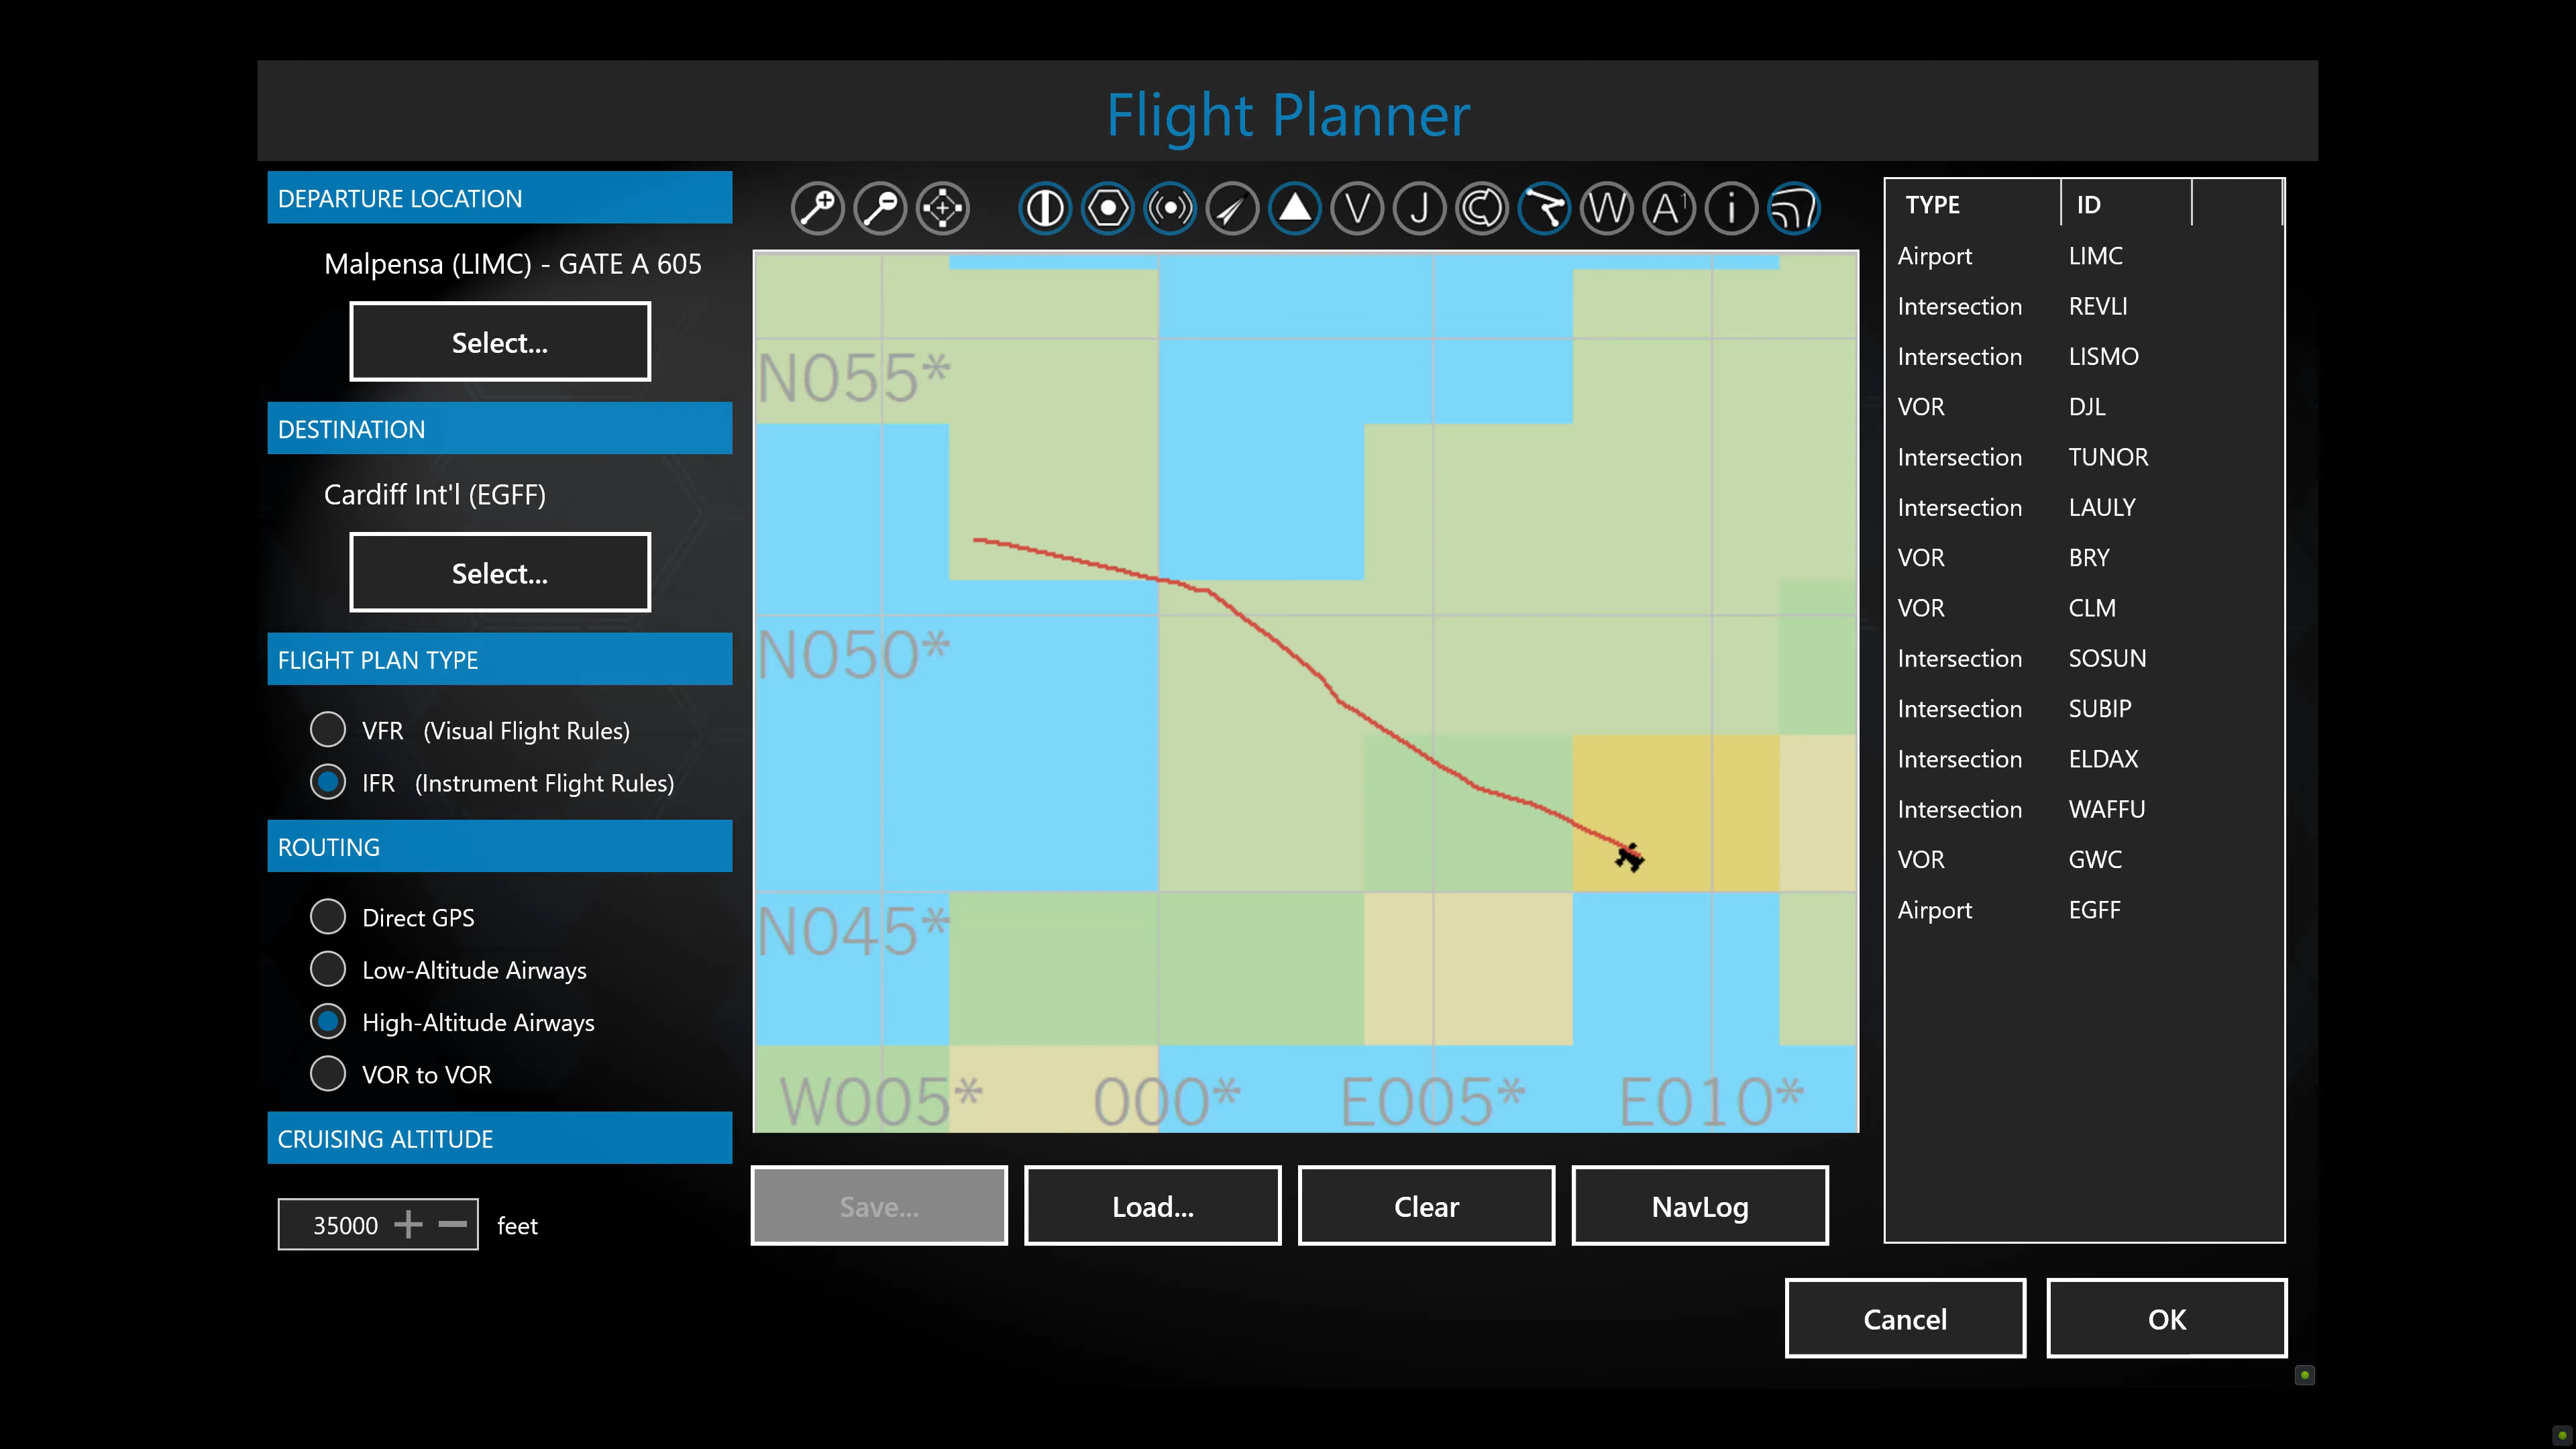 Flight Planner
DEPARTURE LOCATION
Malpensa (LIMC) - GATE A 605
Select...
DESTINATION
Cardiff Int'l (EGFF)
Select...
FLIGHT PLAN TYPE
VFR (Visual Flight Rules)
IFR (Instrument Flight Rules)
ROUTING
Direct GPS
Low-Altitude Airways
High-Altitude Airways
VOR to VOR
CRUISING ALTITUDE
35000 feet
V J C W A1 i
N055*
N050*
N045*
W005* 000* E005* E010*
Save... Load... Clear NavLog
TYPE ID
Airport LIMC
Intersection REVLI
Intersection LISMO
VOR DJL
Intersection TUNOR
Intersection LAULY
VOR BRY
VOR CLM
Intersection SOSUN
Intersection SUBIP
Intersection ELDAX
Intersection WAFFU
VOR GWC
Airport EGFF
Cancel OK